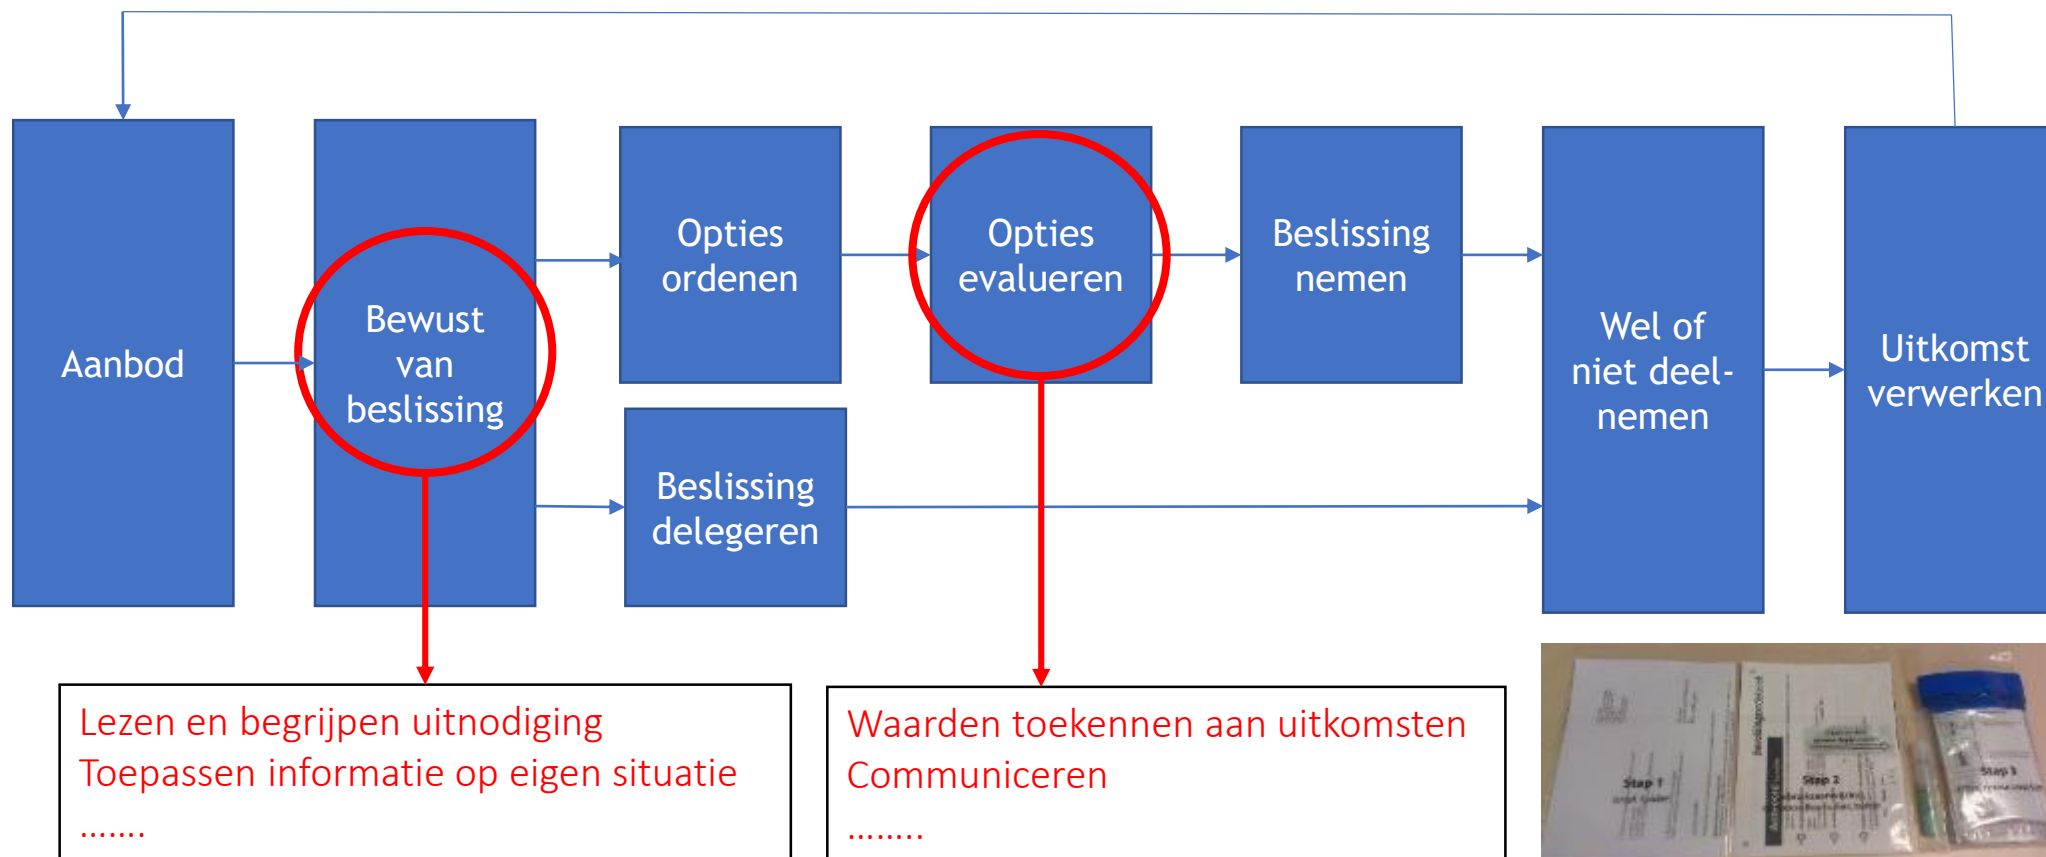 Aanbod
Bewust
van
beslissing
Opties
ordenen
Opties
evalueren
Beslissing
nemen
Beslissing
delegeren
Wel of
niet deel-
nemen
Uitkomst
verwerken
Lezen en begrijpen uitnodiging
Toepassen informatie op eigen situatie
.......
Waarden toekennen aan uitkomsten
Communiceren
........
Stap 1
Stap 2
Stap 3